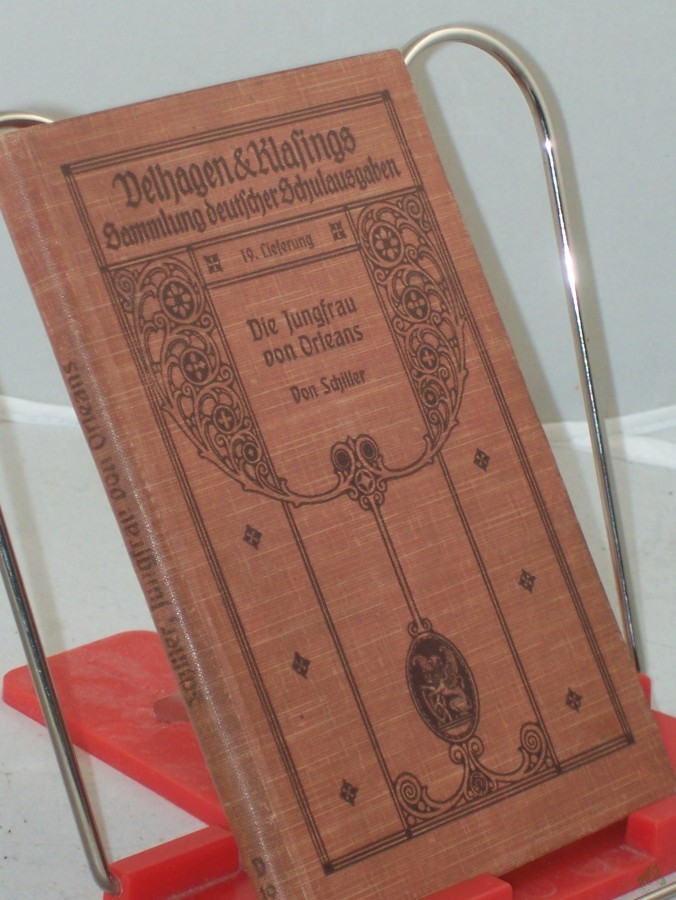 Velhagen & Klasings
Sammlung deutscher Schulausgaben
19. Lieferung
Die Jungfrau
von Orleans
Von Schiller
Schiller, Jungfrau von Orleans